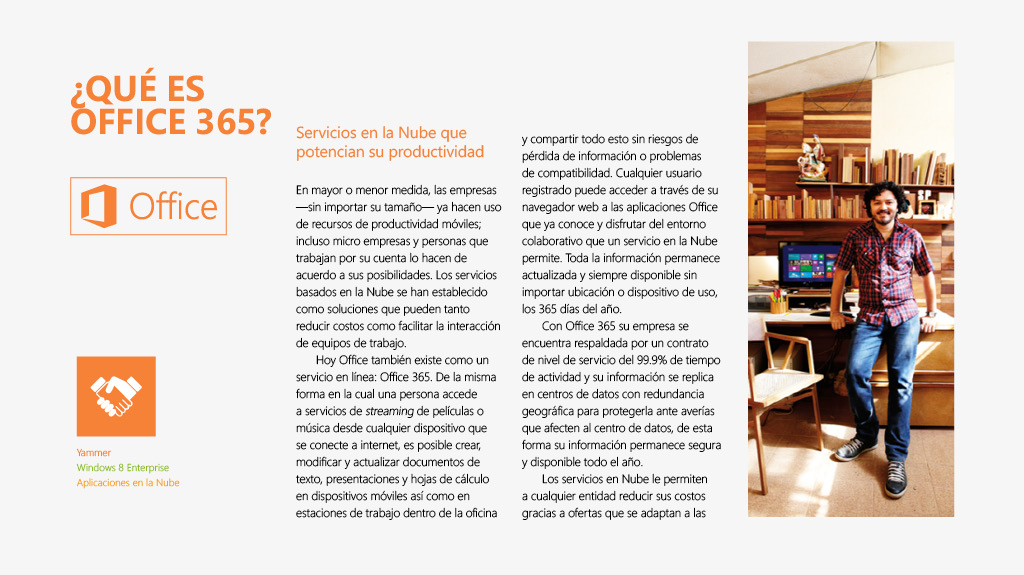 ¿QUÉ ES
OFFICE 365?
Office
Yammer
Windows 8 Enterprise
Aplicaciones en la Nube
Servicios en la Nube que
potencian su productividad
En mayor o menor medida, las empresas
—sin importar su tamaño— ya hacen uso
de recursos de productividad móviles;
incluso micro empresas y personas que
trabajan por su cuenta lo hacen de
acuerdo a sus posibilidades. Los servicios
basados en la Nube se han establecido
como soluciones que pueden tanto
reducir costos como facilitar la interacción
de equipos de trabajo.
Hoy Office también existe como un
servicio en línea: Office 365. De la misma
forma en la cual una persona accede
a servicios de streaming de películas o
música desde cualquier dispositivo que
se conecte a internet, es posible crear,
modificar y actualizar documentos de
texto, presentaciones y hojas de cálculo
en dispositivos móviles así como en
estaciones de trabajo dentro de la oficina
y compartir todo esto sin riesgos de
pérdida de información o problemas
de compatibilidad. Cualquier usuario
registrado puede acceder a través de su
navegador web a las aplicaciones Office
que ya conoce y disfrutar del entorno
colaborativo que un servicio en la Nube
permite. Toda la información permanece
actualizada y siempre disponible sin
importar ubicación o dispositivo de uso,
los 365 días del año.
Con Office 365 su empresa se
encuentra respaldada por un contrato
de nivel de servicio del 99.9% de tiempo
de actividad y su información se replica
en centros de datos con redundancia
geográfica para protegerla ante averías
que afecten al centro de datos, de esta
forma su información permanece segura
y disponible todo el año.
Los servicios en Nube le permiten
a cualquier entidad reducir sus costos
gracias a ofertas que se adaptan a las